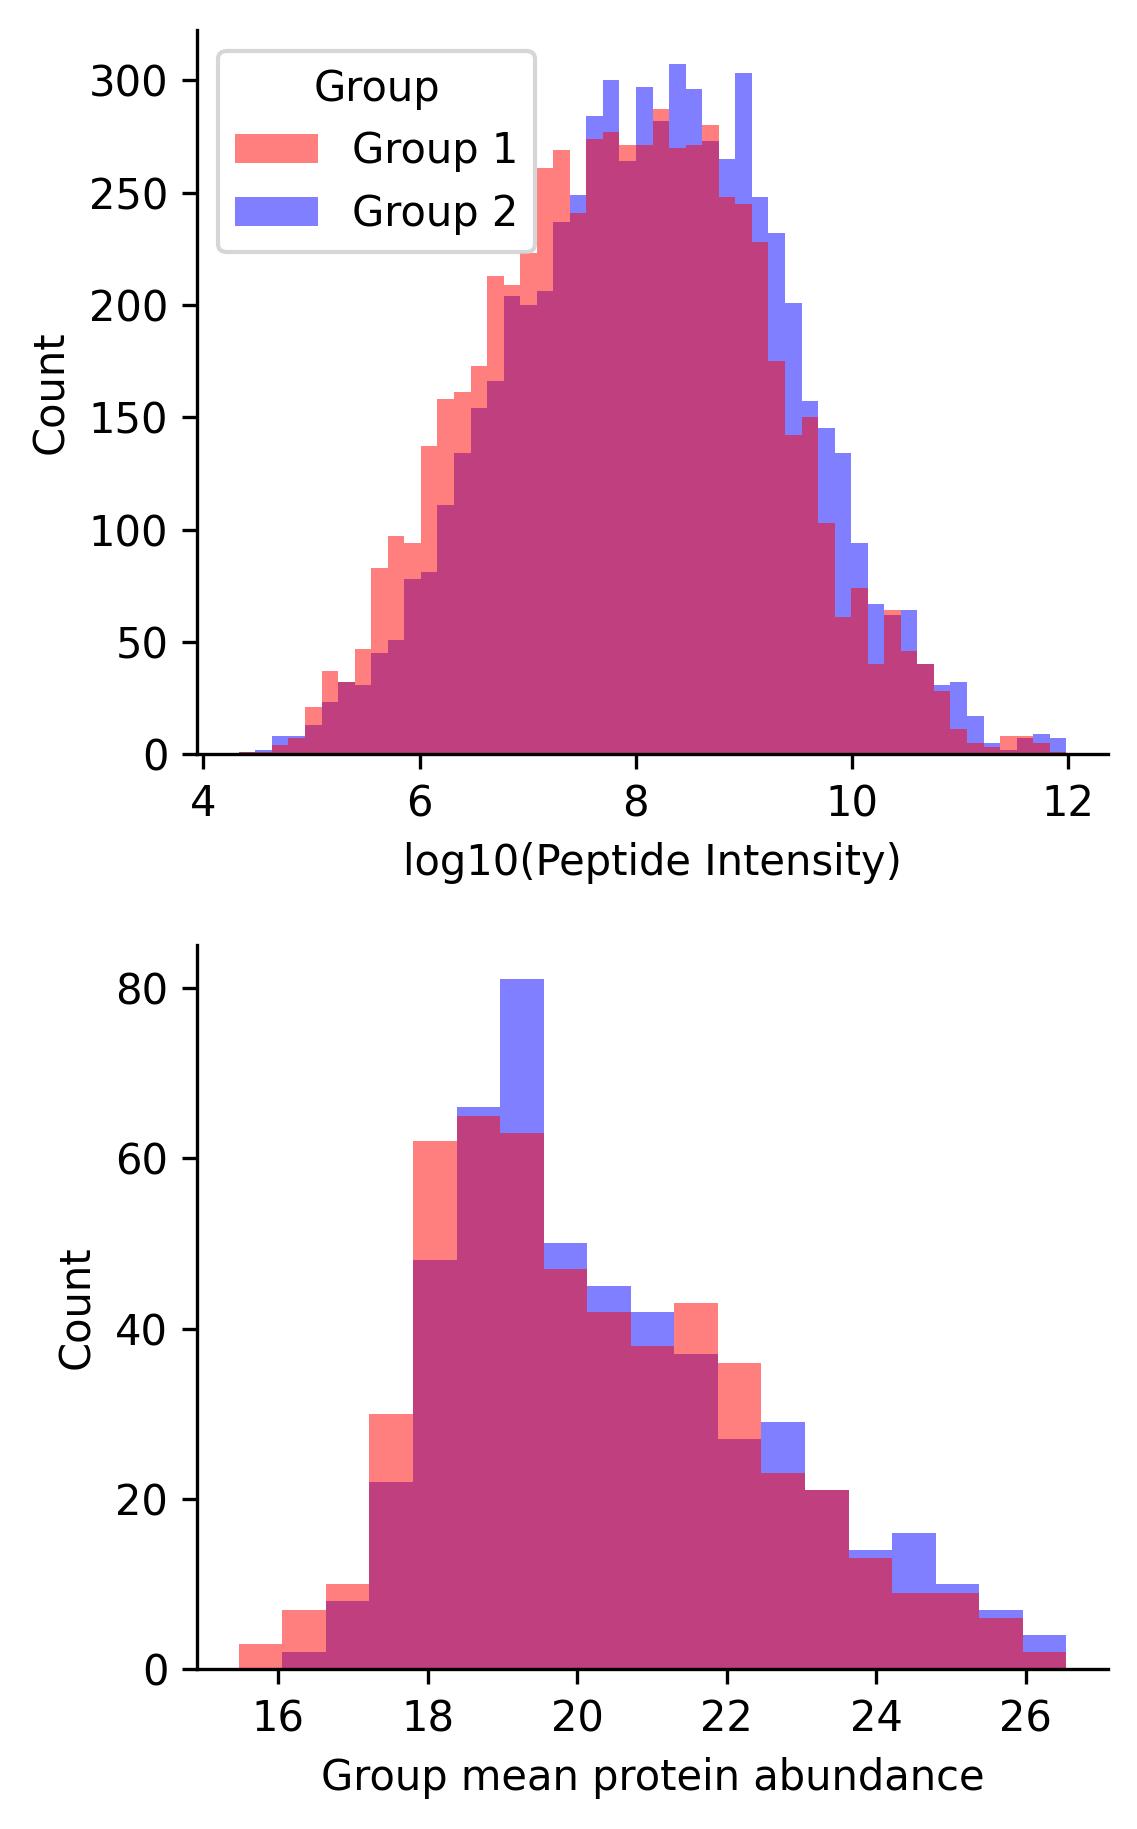 Group
Group 1
Group 2
300
250
200
150
100
50
0
Count
4 6 8 10 12
log10(Peptide Intensity)
80
60
40
20
0
Count
16 18 20 22 24 26
Group mean protein abundance